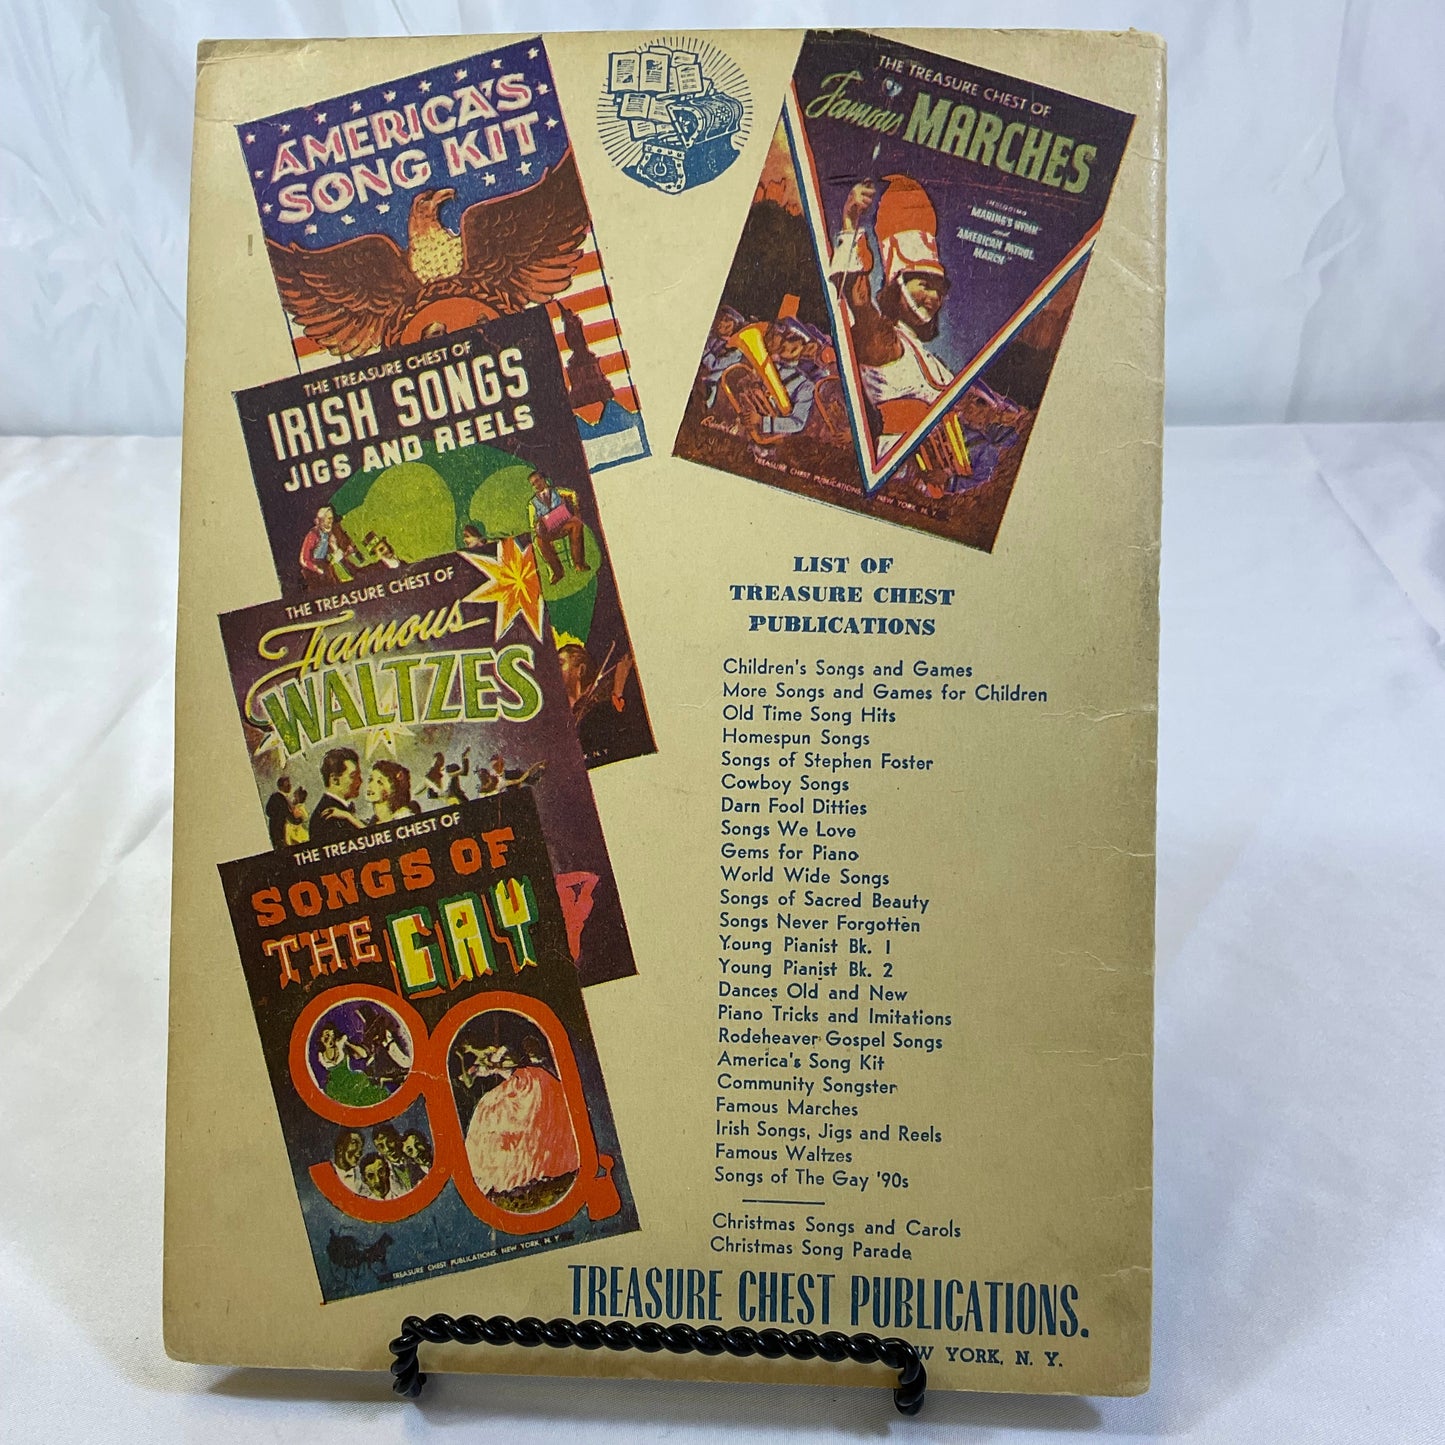 AMERICA'S
SONG KIT
THE TREASURE CHEST OF
Famous
MARCHES
INCLUDING
"MARINE'S HYMN"
and
"AMERICAN PATROL
MARCH"
TREASURE CHEST PUBLICATIONS, NEW YORK, N. Y.
THE TREASURE CHEST OF
IRISH SONGS
JIGS AND REELS
N.Y.
THE TREASURE CHEST OF
Famous
WALTZES
THE TREASURE CHEST OF
SONGS OF
THE GAY
90s
TREASURE CHEST PUBLICATIONS, NEW YORK, N. Y.
LIST OF
TREASURE CHEST
PUBLICATIONS
Children's Songs and Games
More Songs and Games for Children
Old Time Song Hits
Homespun Songs
Songs of Stephen Foster
Cowboy Songs
Darn Fool Ditties
Songs We Love
Gems for Piano
World Wide Songs
Songs of Sacred Beauty
Songs Never Forgotten
Young Pianist Bk. 1
Young Pianist Bk. 2
Dances Old and New
Piano Tricks and Imitations
Rodeheaver Gospel Songs
America's Song Kit
Community Songster
Famous Marches
Irish Songs, Jigs and Reels
Famous Waltzes
Songs of The Gay '90s
Christmas Songs and Carols
Christmas Song Parade
TREASURE CHEST PUBLICATIONS.
W YORK, N. Y.